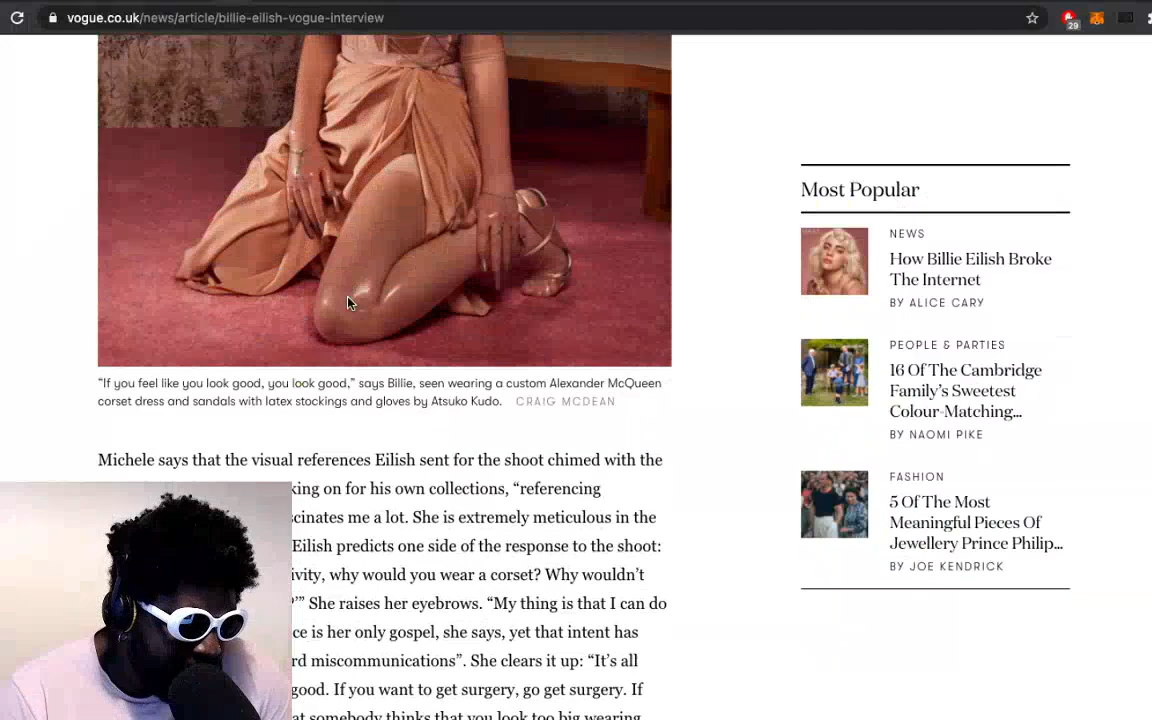 vogue.co.uk/news/article/billie-eilish-vogue-interview
29
“If you feel like you look good, you look good,” says Billie, seen wearing a custom Alexander McQueen
corset dress and sandals with latex stockings and gloves by Atsuko Kudo. CRAIG MCDEAN
Michele says that the visual references Eilish sent for the shoot chimed with the
king on for his own collections, “referencing
scinates me a lot. She is extremely meticulous in the
Eilish predicts one side of the response to the shoot:
ivity, why would you wear a corset? Why wouldn’t
?’” She raises her eyebrows. “My thing is that I can do
ce is her only gospel, she says, yet that intent has
rd miscommunications”. She clears it up: “It’s all
good. If you want to get surgery, go get surgery. If
at somebody thinks that you look too big wearing
Most Popular
NEWS
How Billie Eilish Broke
The Internet
BY ALICE CARY
PEOPLE & PARTIES
16 Of The Cambridge
Family’s Sweetest
Colour-Matching...
BY NAOMI PIKE
FASHION
5 Of The Most
Meaningful Pieces Of
Jewellery Prince Philip...
BY JOE KENDRICK